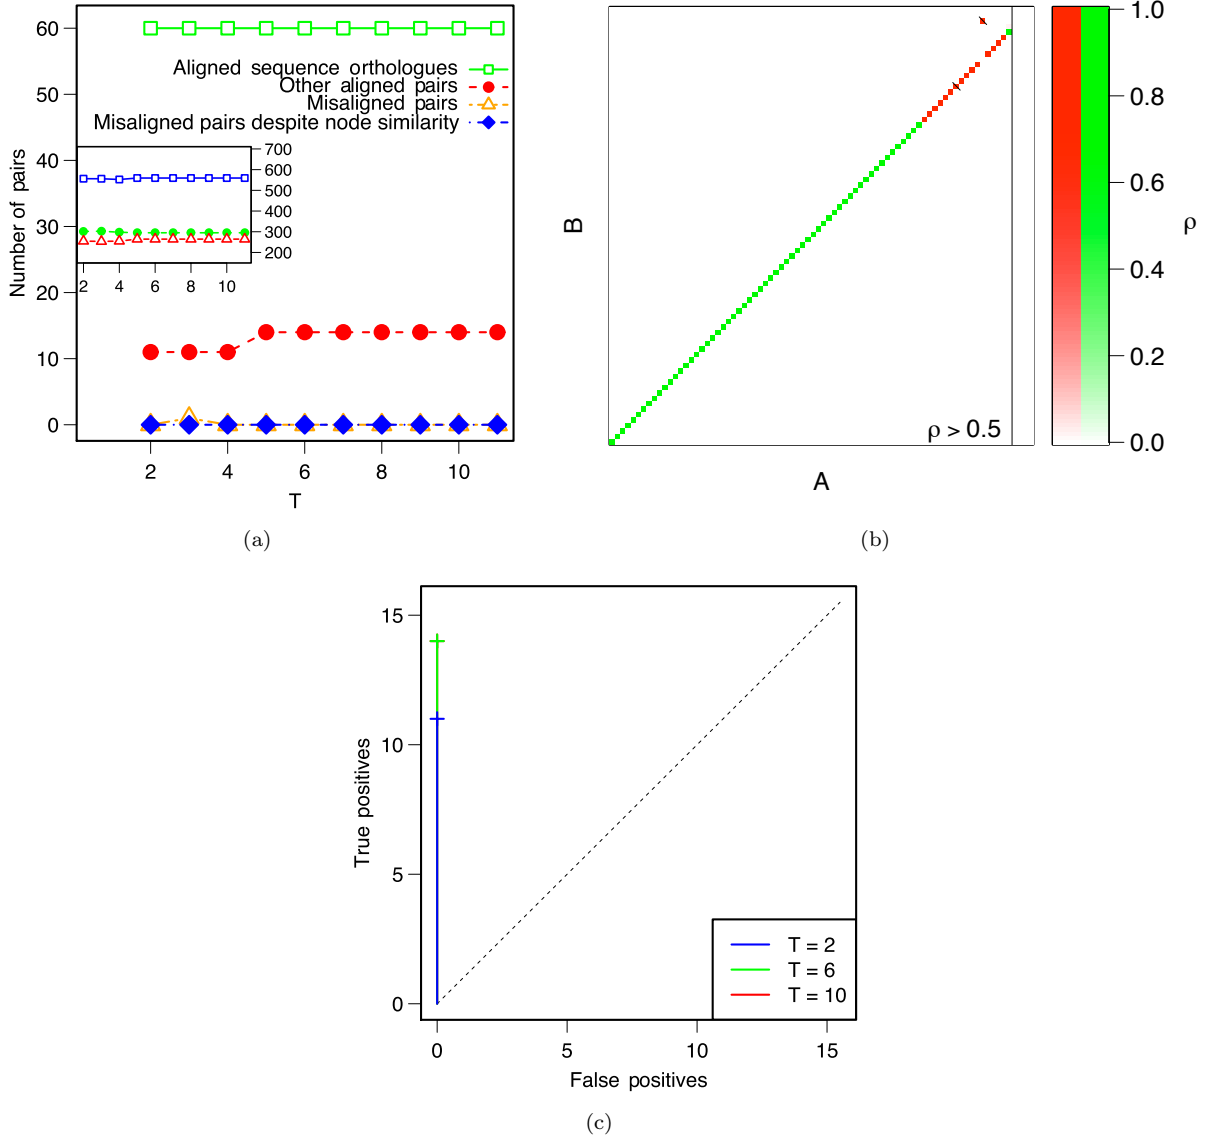 60
50
40
30
20
10
0
Number of pairs
Aligned sequence orthologues
Other aligned pairs
Misaligned pairs
Misaligned pairs despite node similarity
700
600
500
400
300
200
2 4 6 8 10
2 4 6 8 10
T
(a)
B
ρ > 0.5
A
1.0
0.8
0.6
0.4
0.2
0.0
ρ
(b)
15
10
5
0
True positives
T = 2
T = 6
T = 10
0 5 10 15
False positives
(c)